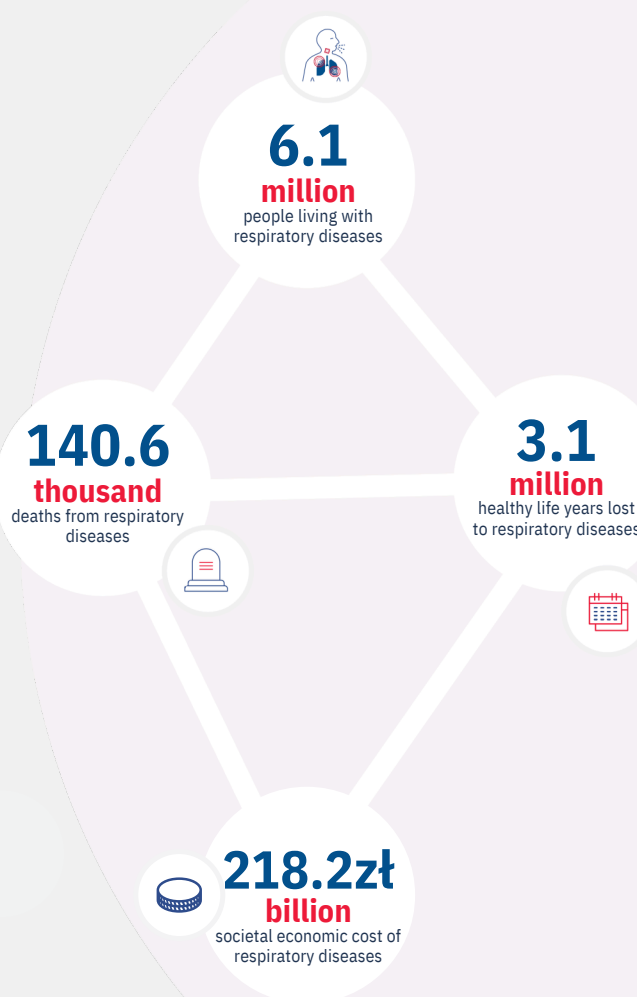 6.1
million
people living with
respiratory diseases
140.6
thousand
deaths from respiratory
diseases
3.1
million
healthy life years lost
to respiratory diseases
218.2zł
billion
societal economic cost of
respiratory diseases